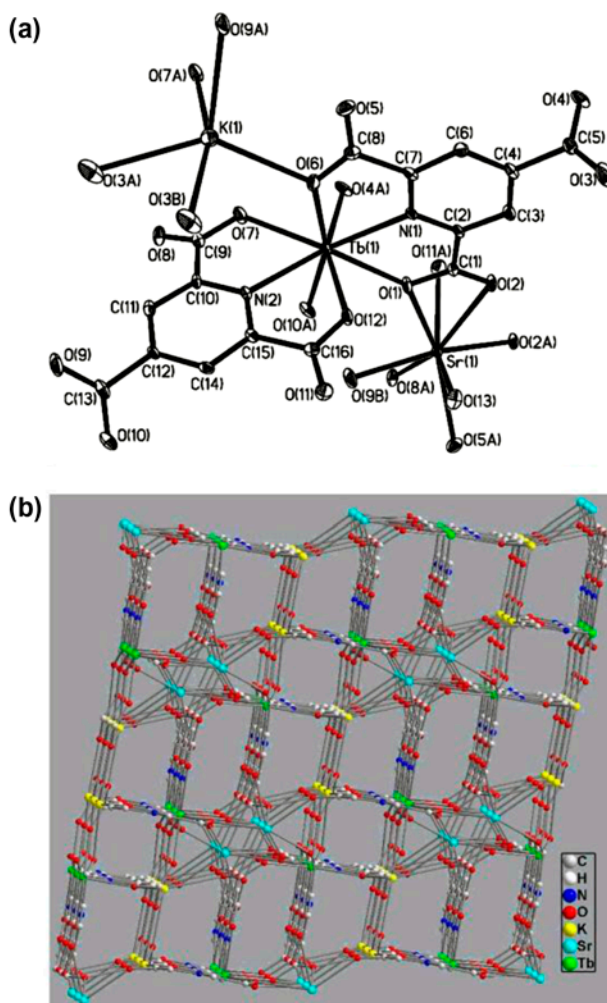 (a)
O(9A)
O(7A)
O(5)
O(4)
K(1)
C(8)
C(6)
C(5)
O(3A)
O(6)
C(7)
C(4)
O(3)
O(4A)
O(3B)
N(1)
C(2)
C(3)
O(7)
Tb(1)
O(11A)
O(8)
C(9)
C(1)
O(1)
O(2)
C(10)
N(2)
O(10A)
O(12)
C(11)
O(2A)
C(15)
C(16)
Sr(1)
O(9)
C(12)
C(14)
O(11)
O(9B)
O(8A)
O(13)
C(13)
O(10)
O(5A)
(b)
C
H
N
O
K
Sr
Tb